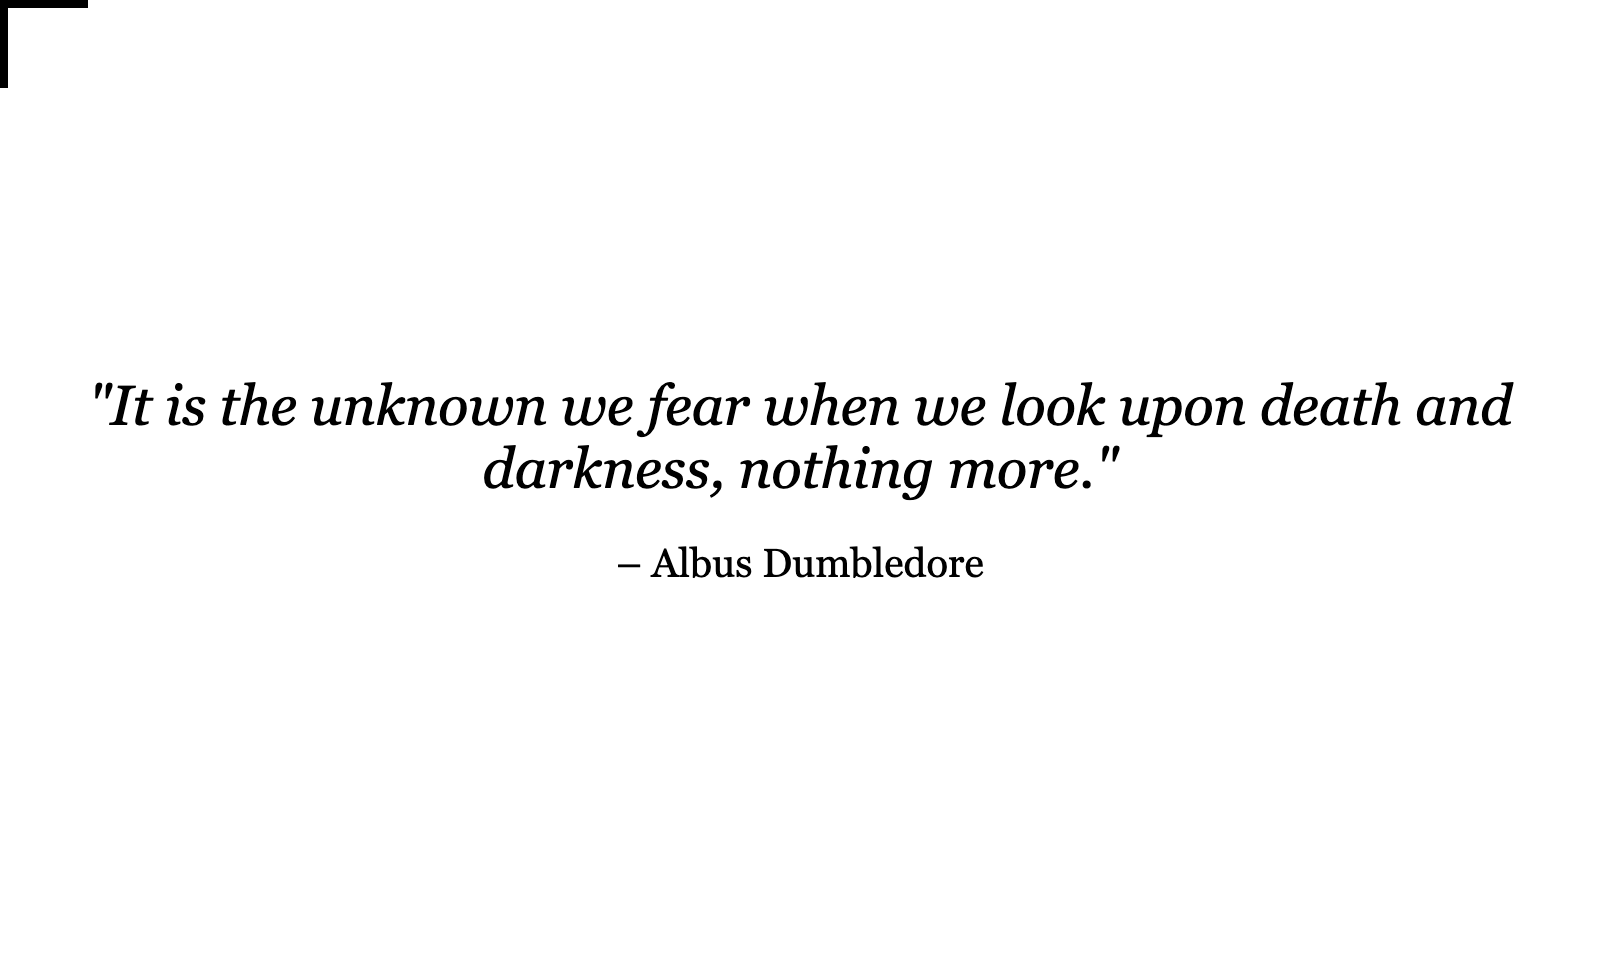 "It is the unknown we fear when we look upon death and
darkness, nothing more."
– Albus Dumbledore